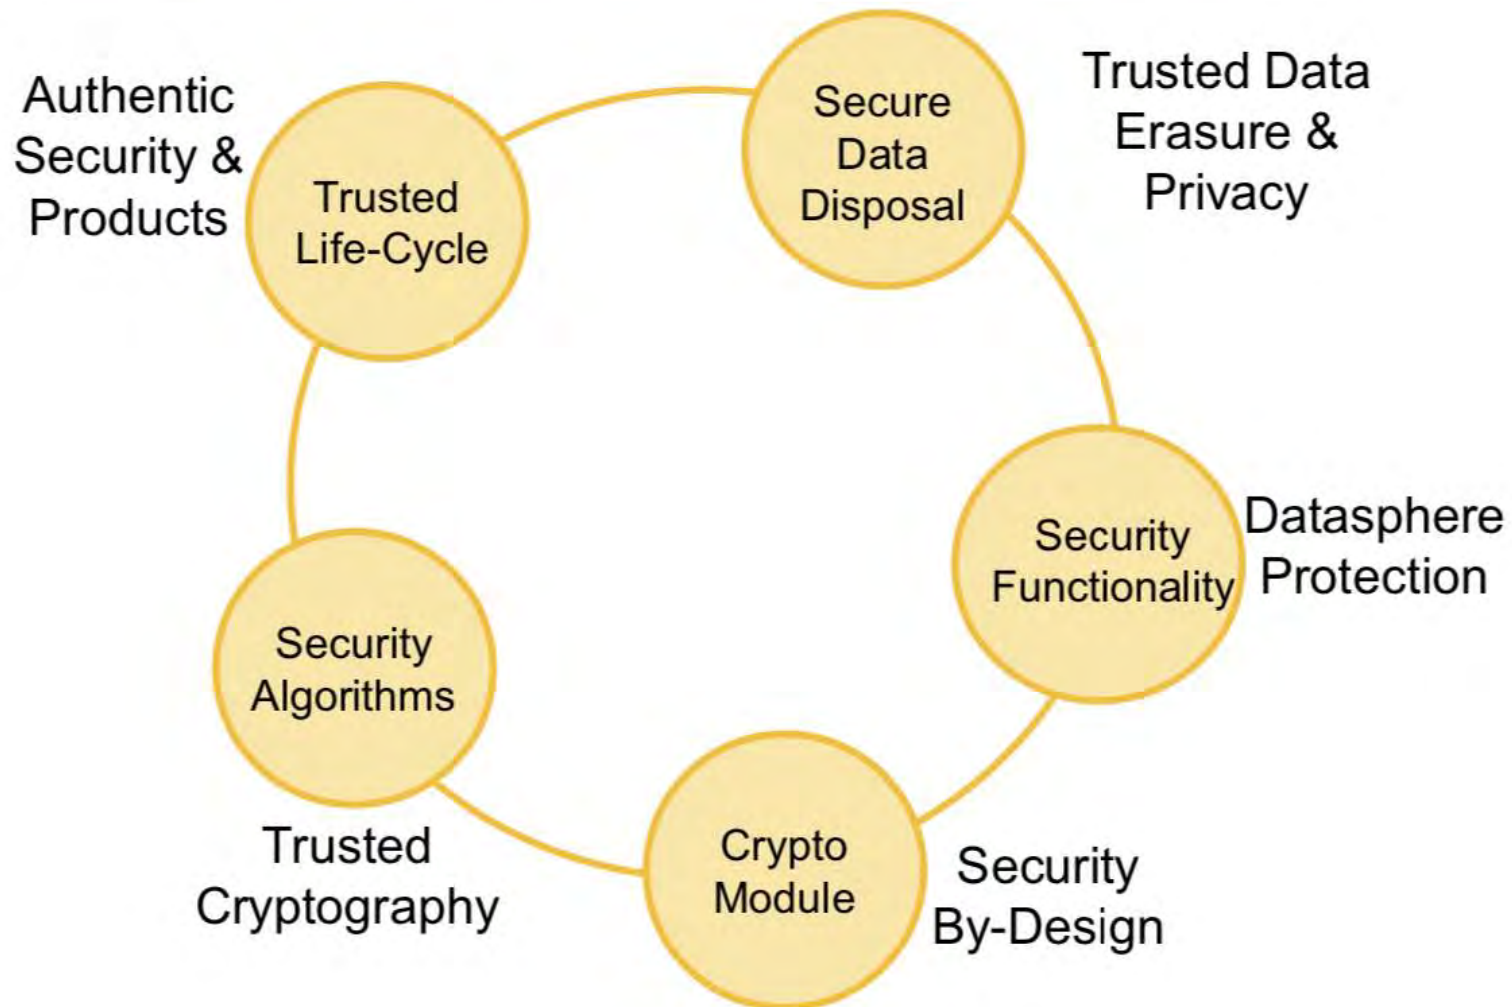 Authentic
Security &
Products
Trusted
Life-Cycle
Secure
Data
Disposal
Trusted Data
Erasure &
Privacy
Security
Functionality
Datasphere
Protection
Security
Algorithms
Trusted
Cryptography
Crypto
Module
Security
By-Design